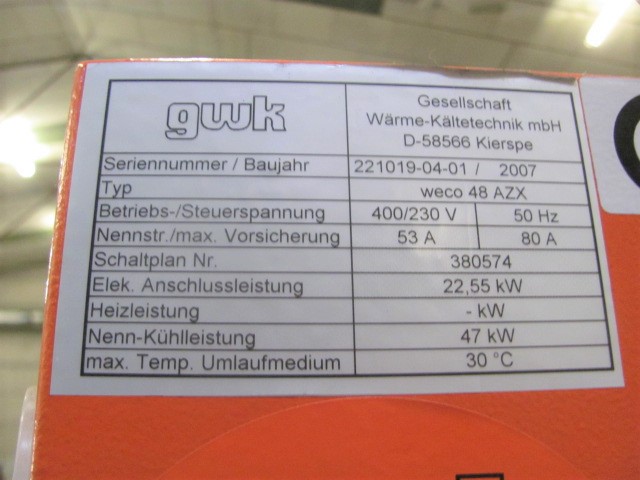 gwk
Gesellschaft
Wärme-Kältetechnik mbH
D-58566 Kierspe
Seriennummer / Baujahr 221019-04-01 / 2007
Typ weco 48 AZX
Betriebs-/Steuerspannung 400/230 V 50 Hz
Nennstr./max. Vorsicherung 53 A 80 A
Schaltplan Nr. 380574
Elek. Anschlussleistung 22,55 kW
Heizleistung - kW
Nenn-Kühlleistung 47 kW
max. Temp. Umlaufmedium 30 °C